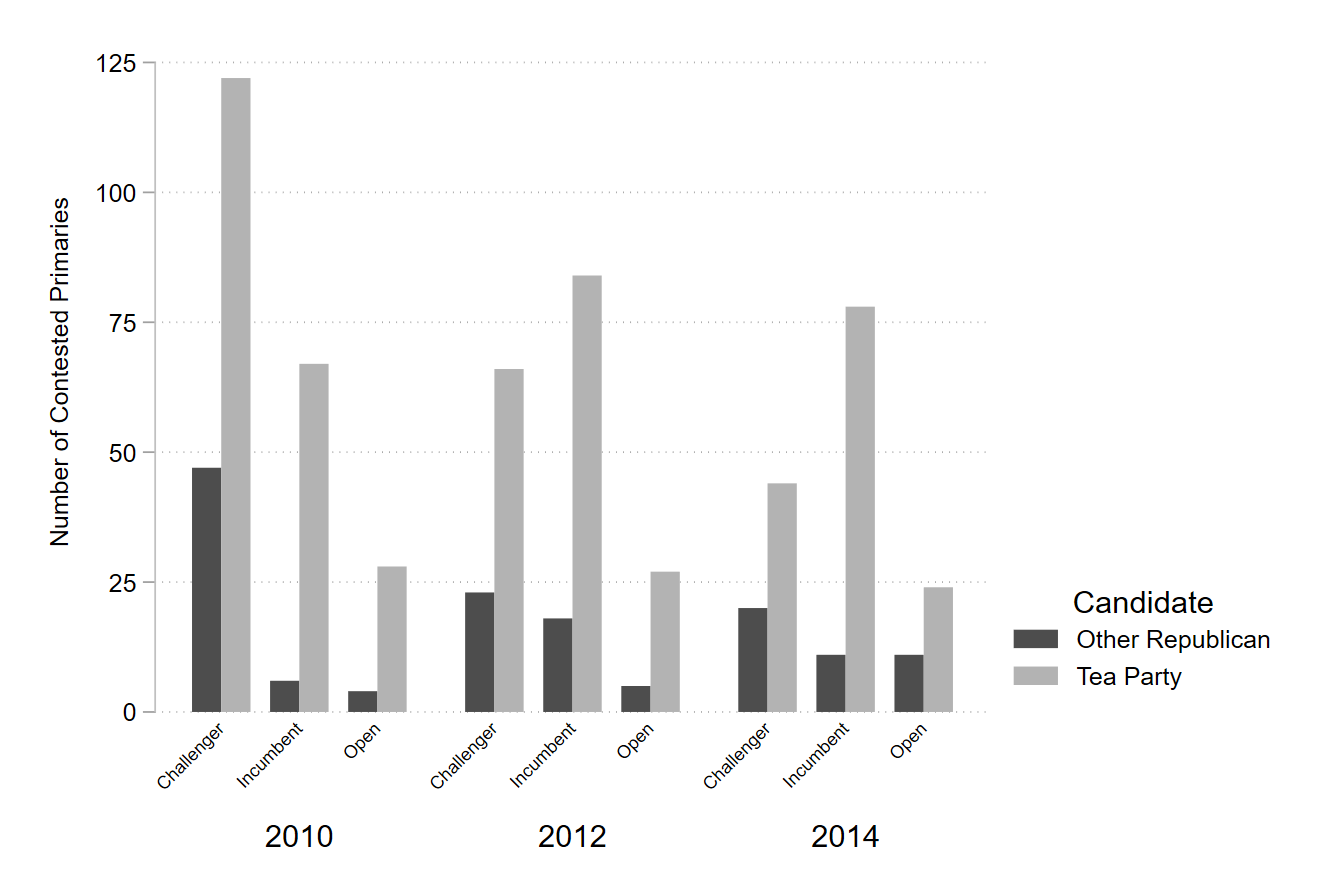 125
100
75
50
25
0
Number of Contested Primaries
Challenger
Incumbent
Open
Challenger
Incumbent
Open
Challenger
Incumbent
Open
2010
2012
2014
Candidate
Other Republican
Tea Party